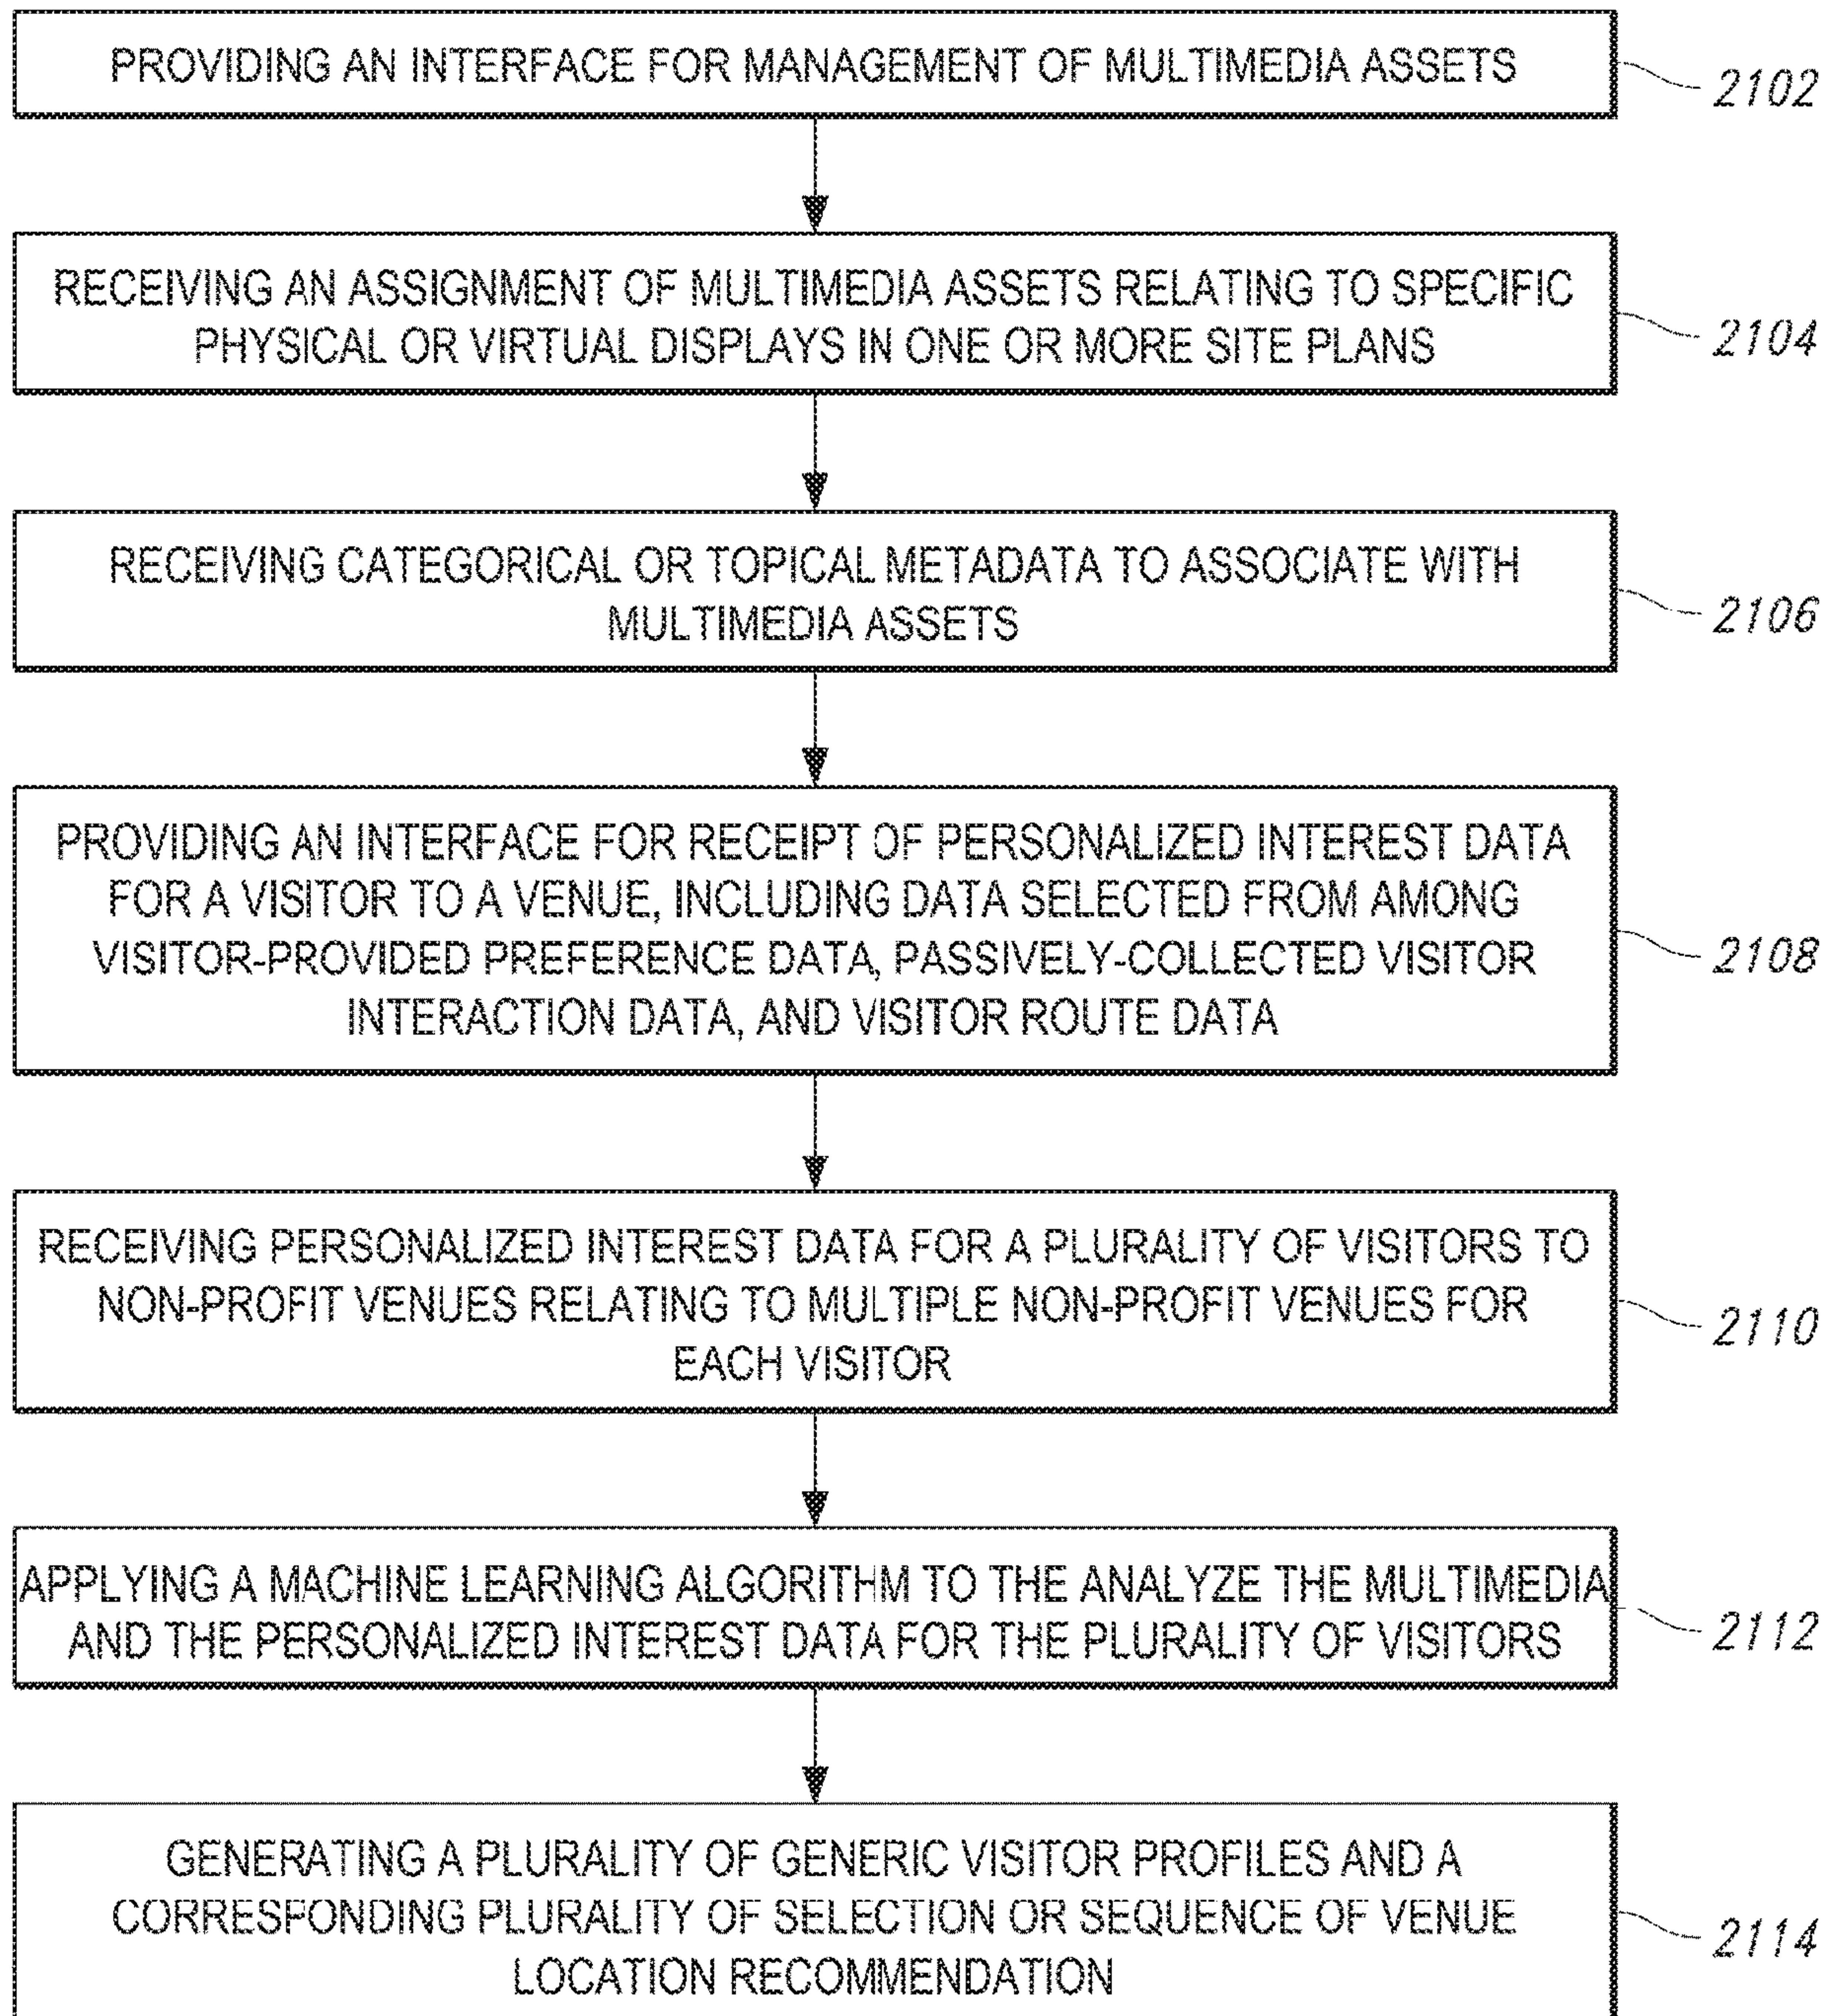 PROVIDING AN INTERFACE FOR MANAGEMENT OF MULTIMEDIA ASSETS
2102
RECEIVING AN ASSIGNMENT OF MULTIMEDIA ASSETS RELATING TO SPECIFIC
PHYSICAL OR VIRTUAL DISPLAYS IN ONE OR MORE SITE PLANS
2104
RECEIVING CATEGORICAL OR TOPICAL METADATA TO ASSOCIATE WITH
MULTIMEDIA ASSETS
2106
PROVIDING AN INTERFACE FOR RECEIPT OF PERSONALIZED INTEREST DATA
FOR A VISITOR TO A VENUE, INCLUDING DATA SELECTED FROM AMONG
VISITOR-PROVIDED PREFERENCE DATA, PASSIVELY-COLLECTED VISITOR
INTERACTION DATA, AND VISITOR ROUTE DATA
2108
RECEIVING PERSONALIZED INTEREST DATA FOR A PLURALITY OF VISITORS TO
NON-PROFIT VENUES RELATING TO MULTIPLE NON-PROFIT VENUES FOR
EACH VISITOR
2110
APPLYING A MACHINE LEARNING ALGORITHM TO THE ANALYZE THE MULTIMEDIA
AND THE PERSONALIZED INTEREST DATA FOR THE PLURALITY OF VISITORS
2112
GENERATING A PLURALITY OF GENERIC VISITOR PROFILES AND A
CORRESPONDING PLURALITY OF SELECTION OR SEQUENCE OF VENUE
LOCATION RECOMMENDATION
2114